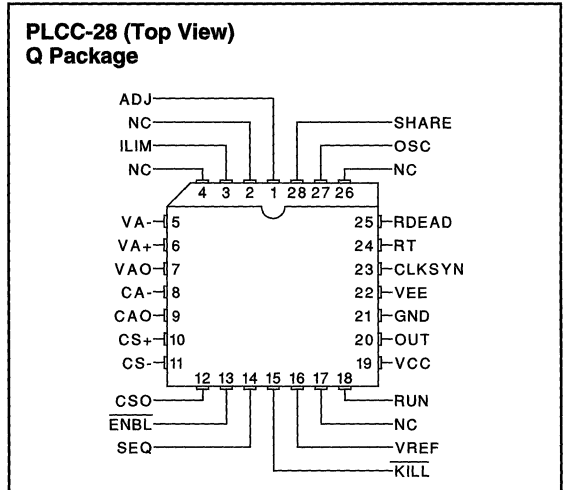 PLCC-28 (Top View)
Q Package
ADJ
NC
SHARE
ILIM
OSC
NC
NC
4 3 2 1 28 27 26
VA- 5
25 RDEAD
VA+ 6
24 RT
VAO 7
23 CLKSYN
CA- 8
22 VEE
CAO 9
21 GND
CS+ 10
20 OUT
CS- 11
19 VCC
12 13 14 15 16 17 18
CSO
RUN
ENBL
NC
SEQ
VREF
KILL